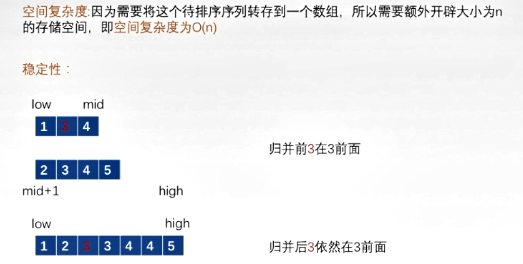 空间复杂度:因为需要将这个待排序序列转存到一个数组，所以需要额外开辟大小为n
的存储空间，即空间复杂度为O(n)
稳定性：
low mid
1 3 4
归并前3在3前面
2 3 4 5
mid+1 high
low high
1 2 3 3 4 4 5
归并后3依然在3前面